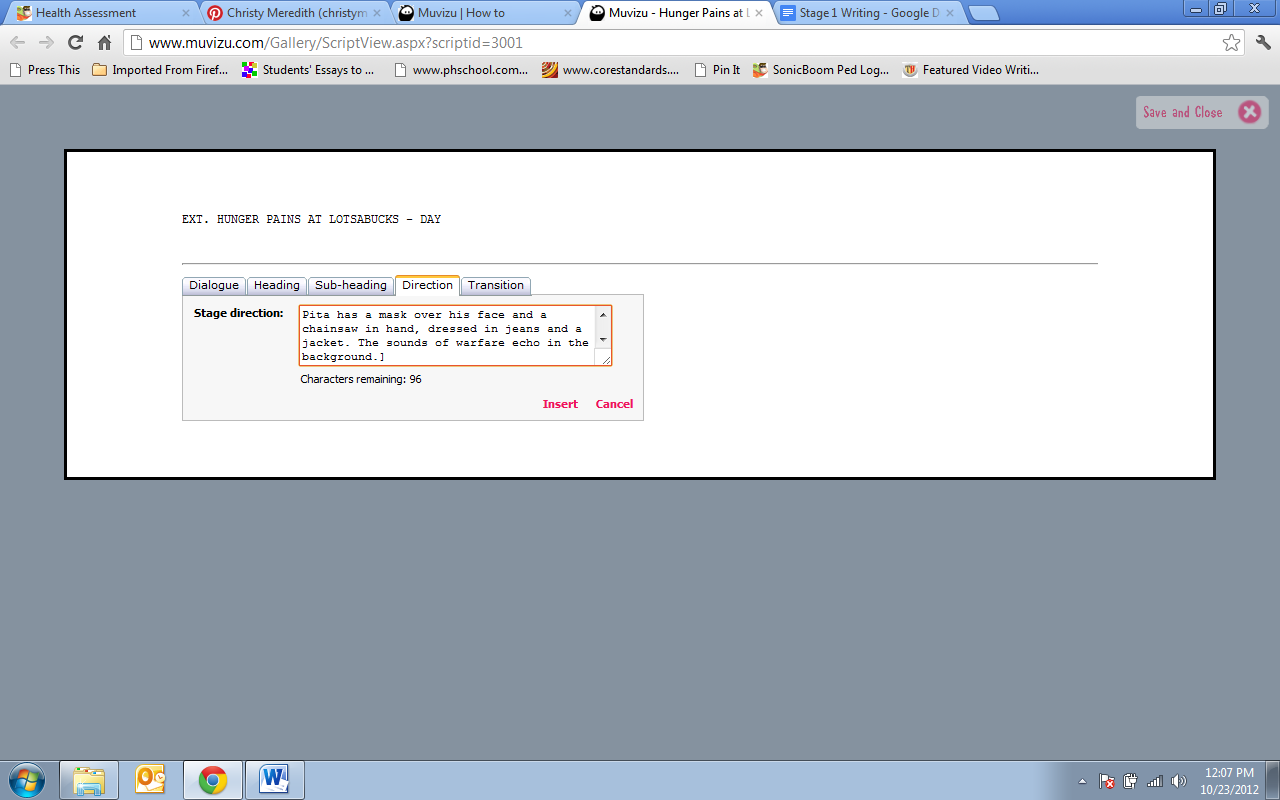 Health Assessment
Christy Meredith (christym
Muvizu | How to
Muvizu - Hunger Pains at L
Stage 1 Writing - Google D
www.muvizu.com/Gallery/ScriptView.aspx?scriptid=3001
Press This
Imported From Firef...
Students' Essays to ...
www.phschool.com...
www.corestandards....
Pin It
SonicBoom Ped Log...
Featured Video Writi...
Save and Close
EXT. HUNGER PAINS AT LOTSABUCKS - DAY
Dialogue
Heading
Sub-heading
Direction
Transition
Stage direction:
Pita has a mask over his face and a
chainsaw in hand, dressed in jeans and a
jacket. The sounds of warfare echo in the
background.]
Characters remaining: 96
Insert
Cancel
12:07 PM
10/23/2012